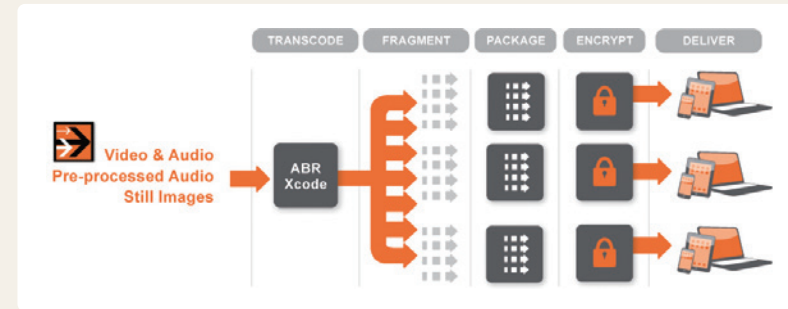 TRANSCODE
FRAGMENT
PACKAGE
ENCRYPT
DELIVER
Video & Audio
Pre-processed Audio
Still Images
ABR
Xcode